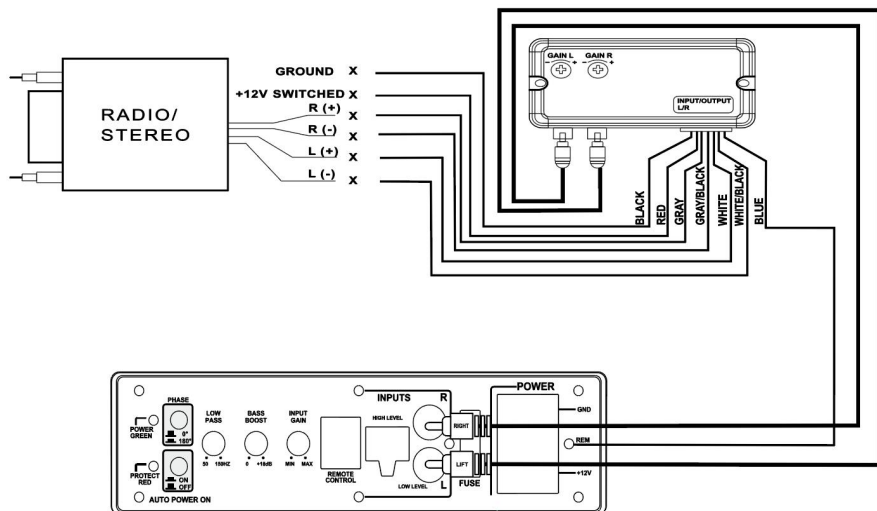 GROUND X
+12V SWITCHED X
R (+) X
R (-) X
L (+) X
L (-) X
RADIO/
STEREO
GAIN L
GAIN R
- +
- +
INPUT/OUTPUT
L/R
BLACK
RED
GRAY
GRAY/BLACK
WHITE
WHITE/BLACK
BLUE
PHASE
0°
180°
POWER
GREEN
PROTECT
RED
ON
OFF
AUTO POWER ON
LOW
PASS
50 150HZ
BASS
BOOST
0 +18dB
INPUT
GAIN
MIN MAX
REMOTE
CONTROL
INPUTS
HIGH LEVEL
LOW LEVEL
R
L
RIGHT
LIFT
FUSE
POWER
GND
REM
+12V